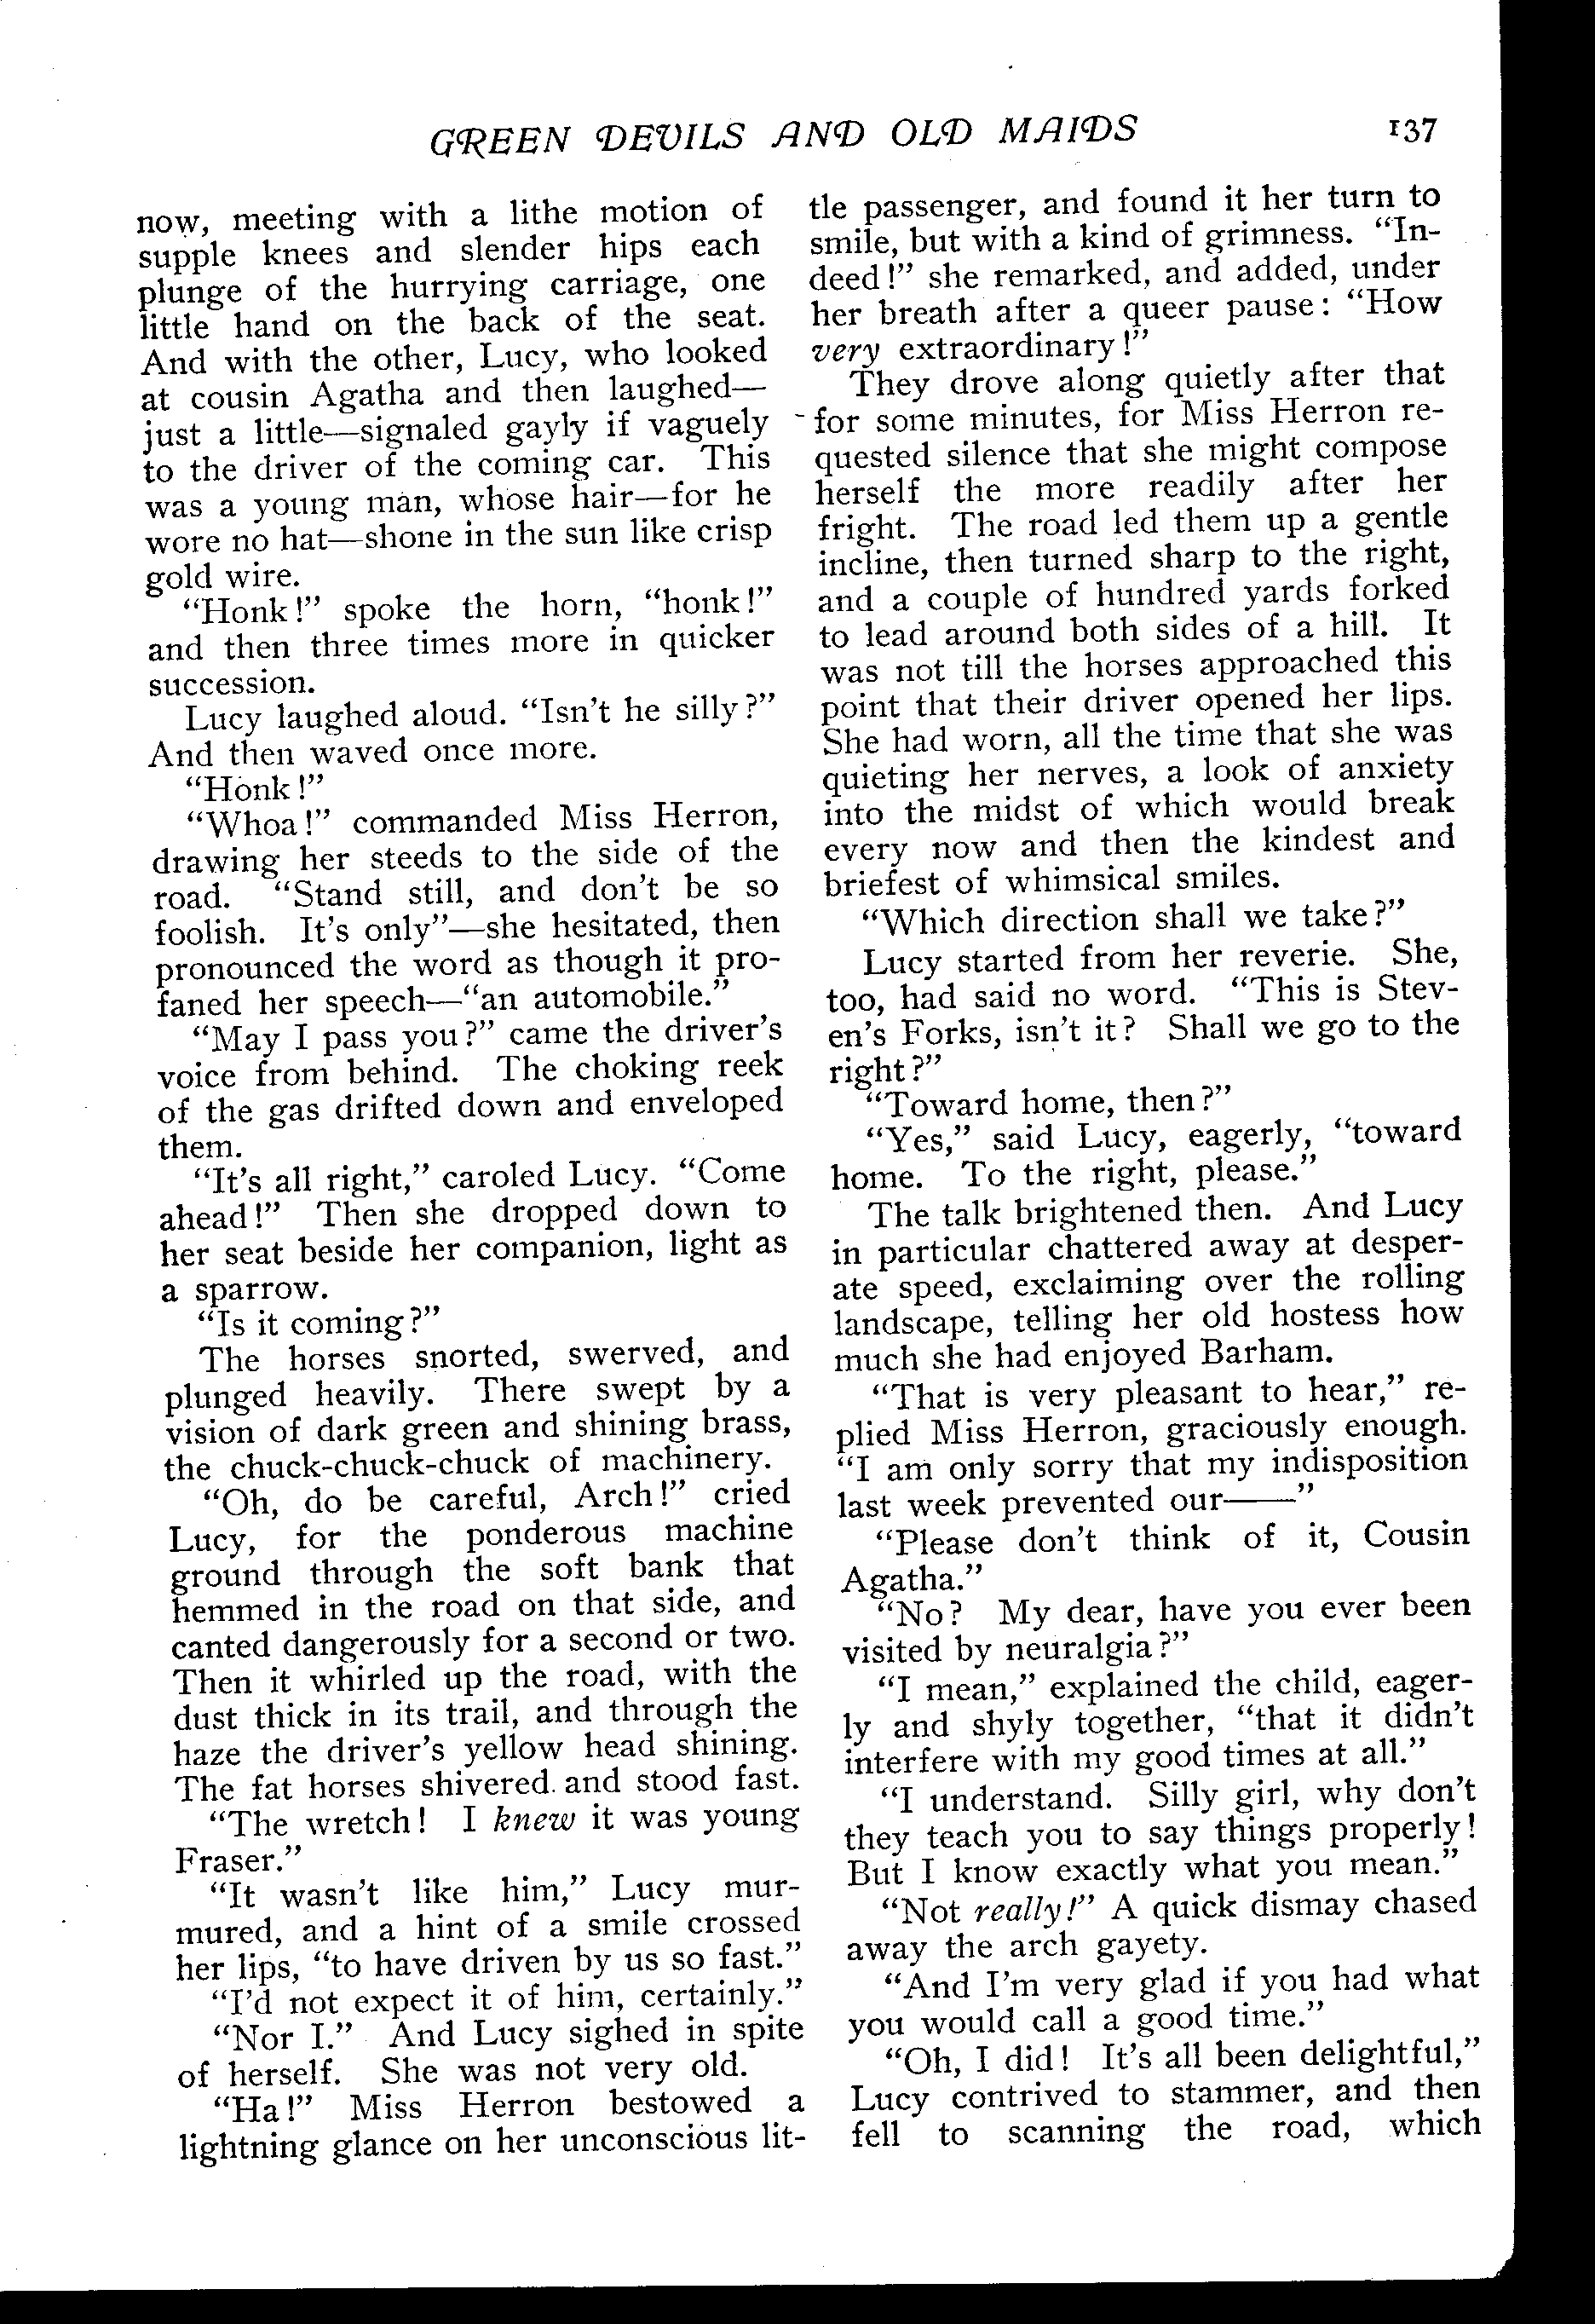 GREEN DEVILS AND OLD MAIDS 137
now, meeting with a lithe motion of
supple knees and slender hips each
plunge of the hurrying carriage, one
little hand on the back of the seat.
And with the other, Lucy, who looked
at cousin Agatha and then laughed—
just a little—signaled gayly if vaguely
to the driver of the coming car. This
was a young man, whose hair—for he
wore no hat—shone in the sun like crisp
gold wire.
"Honk!" spoke the horn, "honk!"
and then three times more in quicker
succession.
Lucy laughed aloud. "Isn't he silly?"
And then waved once more.
"Honk!"
"Whoa!" commanded Miss Herron,
drawing her steeds to the side of the
road. "Stand still, and don't be so
foolish. It's only"—she hesitated, then
pronounced the word as though it pro-
faned her speech—"an automobile."
"May I pass you?" came the driver's
voice from behind. The choking reek
of the gas drifted down and enveloped
them.
"It's all right," caroled Lucy. "Come
ahead!" Then she dropped down to
her seat beside her companion, light as
a sparrow.
"Is it coming?"
The horses snorted, swerved, and
plunged heavily. There swept by a
vision of dark green and shining brass,
the chuck-chuck-chuck of machinery.
"Oh, do be careful, Arch!" cried
Lucy, for the ponderous machine
ground through the soft bank that
hemmed in the road on that side, and
canted dangerously for a second or two.
Then it whirled up the road, with the
dust thick in its trail, and through the
haze the driver's yellow head shining.
The fat horses shivered and stood fast.
"The wretch! I knew it was young
Fraser."
"It wasn't like him," Lucy mur-
mured, and a hint of a smile crossed
her lips, "to have driven by us so fast."
"I'd not expect it of him, certainly."
"Nor I." And Lucy sighed in spite
of herself. She was not very old.
"Ha!" Miss Herron bestowed a
lightning glance on her unconscious lit-
tle passenger, and found it her turn to
smile, but with a kind of grimness. "In-
deed!" she remarked, and added, under
her breath after a queer pause: "How
very extraordinary!"
They drove along quietly after that
for some minutes, for Miss Herron re-
quested silence that she might compose
herself the more readily after her
fright. The road led them up a gentle
incline, then turned sharp to the right,
and a couple of hundred yards forked
to lead around both sides of a hill. It
was not till the horses approached this
point that their driver opened her lips.
She had worn, all the time that she was
quieting her nerves, a look of anxiety
into the midst of which would break
every now and then the kindest and
briefest of whimsical smiles.
"Which direction shall we take?"
Lucy started from her reverie. She,
too, had said no word. "This is Stev-
en's Forks, isn't it? Shall we go to the
right?"
"Toward home, then?"
"Yes," said Lucy, eagerly, "toward
home. To the right, please."
The talk brightened then. And Lucy
in particular chattered away at desper-
ate speed, exclaiming over the rolling
landscape, telling her old hostess how
much she had enjoyed Barham.
"That is very pleasant to hear," re-
plied Miss Herron, graciously enough.
"I am only sorry that my indisposition
last week prevented our——"
"Please don't think of it, Cousin
Agatha."
"No? My dear, have you ever been
visited by neuralgia?"
"I mean," explained the child, eager-
ly and shyly together, "that it didn't
interfere with my good times at all."
"I understand. Silly girl, why don't
they teach you to say things properly!
But I know exactly what you mean."
"Not really!" A quick dismay chased
away the arch gayety.
"And I'm very glad if you had what
you would call a good time."
"Oh, I did! It's all been delightful,"
Lucy contrived to stammer, and then
fell to scanning the road, which